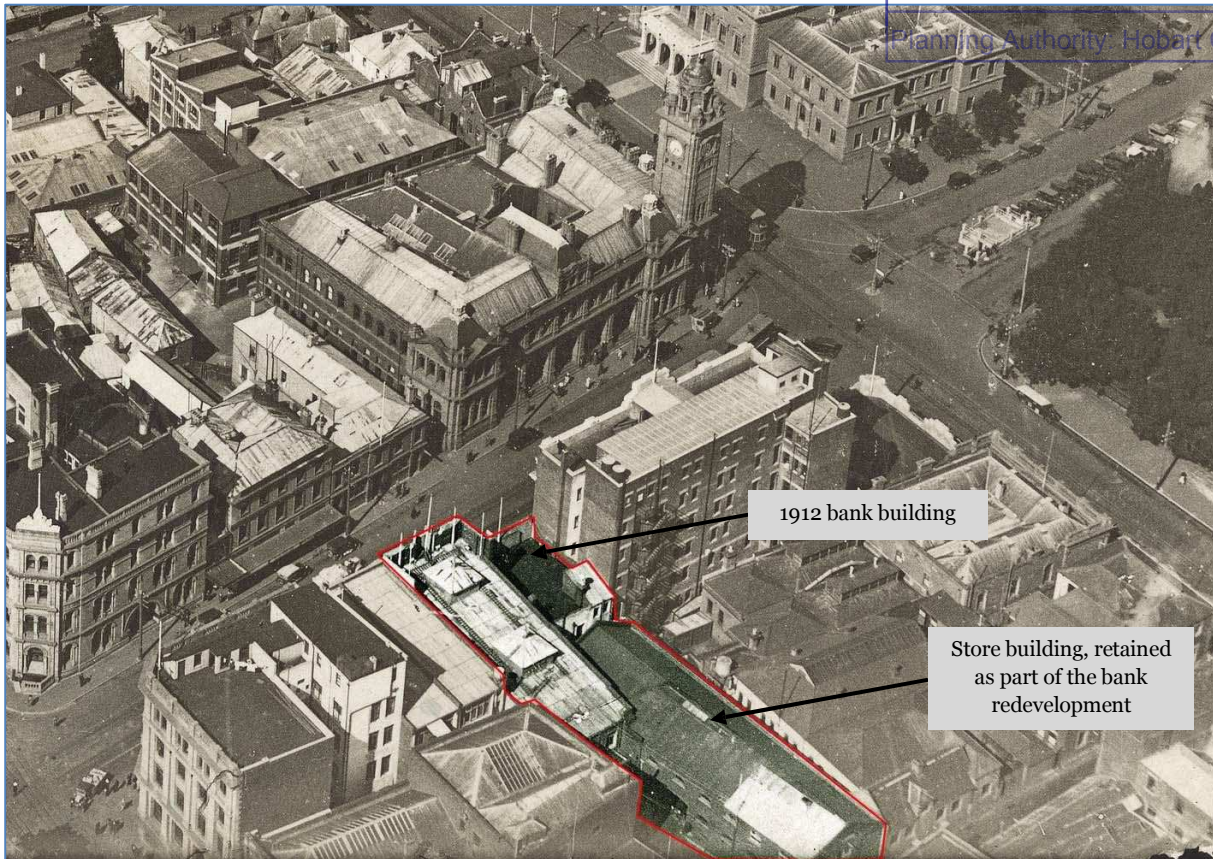 Planning Authority: Hobart
1912 bank building
Store building, retained
as part of the bank
redevelopment